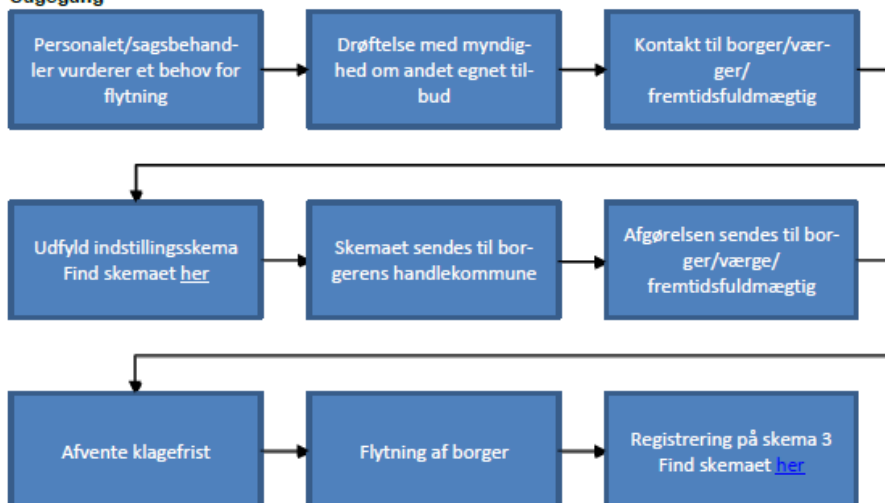 Personalet/sagsbehand-
ler vurderer et behov for
flytning
Drøftelse med myndig-
hed om andet egnet til-
bud
Kontakt til borger/vær-
ger/
fremtidsfuldmægtig
Udfyld indstillingsskema
Find skemaet her
Skemaet sendes til bor-
gerens handlekommune
Afgørelsen sendes til bor-
ger/værge/
fremtidsfuldmægtig
Afvente klagefrist
Flytning af borger
Registrering på skema 3
Find skemaet her